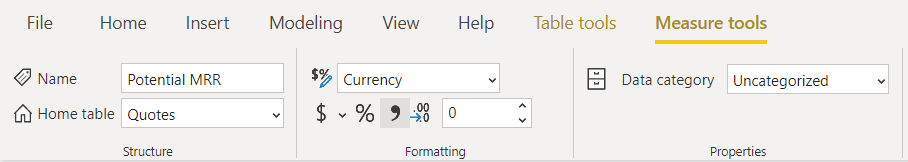 File Home Insert Modeling View Help Table tools Measure tools
Name Potential MRR $% Currency Data category Uncategorized
Home table Quotes $ % , .00 →0 0
Structure Formatting Properties